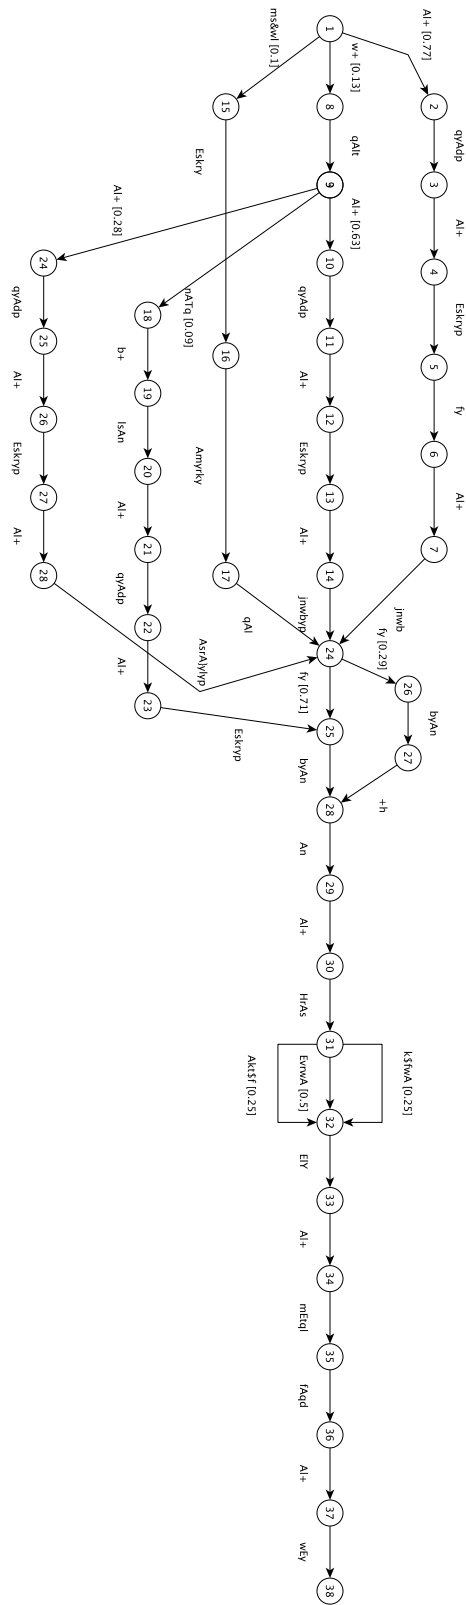 Al+ [0.77]
2
qyAdp
3
Al+
4
Eskryp
5
fy
6
Al+
7
jnwb
fy [0.29]
26
byAn
27
+h
k$fwA [0.25]
1
w+ [0.13]
8
qAlt
9
Al+ [0.63]
10
qyAdp
11
Al+
12
Eskryp
13
Al+
14
jnwbyp
24
fy [0.71]
25
byAn
28
An
29
Al+
30
HrAs
31
EvrwA [0.5]
32
ElY
33
Al+
34
mEtql
35
fAqd
36
Al+
37
wEy
38
Akt$f [0.25]
ms&wl [0.1]
15
Eskry
16
Amyrky
17
qAl
nATq [0.09]
18
b+
19
lsAn
20
Al+
21
qyAdp
22
Al+
23
Eskryp
Al+ [0.28]
24
qyAdp
25
Al+
26
Eskryp
27
Al+
28
AsrA}ylyp